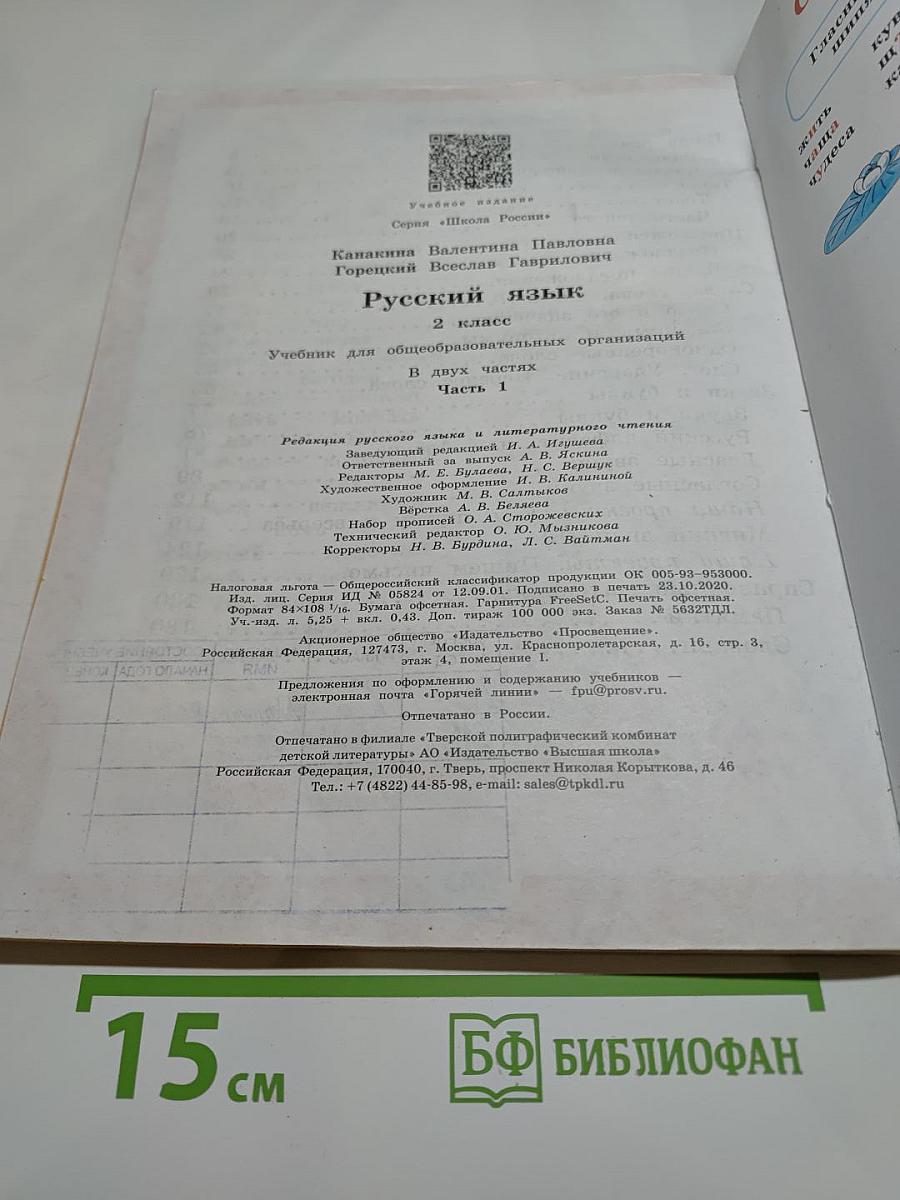 Учебное издание
Серия «Школа России»
Канакина Валентина Павловна
Горецкий Всеслав Гаврилович
Русский язык
2 класс
Учебник для общеобразовательных организаций
В двух частях
Часть 1
Редакция русского языка и литературного чтения
Заведующий редакцией И. А. Игушева
Ответственный за выпуск А. В. Яскина
Редакторы М. Е. Булаева, Н. С. Вершук
Художественное оформление И. В. Калининой
Художник М. В. Салтыков
Вёрстка А. В. Беляева
Набор прописей О. А. Сторожевских
Технический редактор О. Ю. Мызникова
Корректоры Н. В. Бурдина, Л. С. Вайтман
Налоговая льгота — Общероссийский классификатор продукции ОК 005-93–953000.
Изд. лиц. Серия ИД № 05824 от 12.09.01. Подписано в печать 23.10.2020.
Формат 84×108 1/16. Бумага офсетная. Гарнитура FreeSetC. Печать офсетная.
Уч.-изд. л. 5,25 + вкл. 0,43. Доп. тираж 100 000 экз. Заказ № 5632ТДЛ.
Акционерное общество «Издательство «Просвещение».
Российская Федерация, 127473, г. Москва, ул. Краснопролетарская, д. 16, стр. 3,
этаж 4, помещение I.
Предложения по оформлению и содержанию учебников —
электронная почта «Горячей линии» — fpu@prosv.ru.
Отпечатано в России.
Отпечатано в филиале «Тверской полиграфический комбинат
детской литературы» АО «Издательство «Высшая школа»
Российская Федерация, 170040, г. Тверь, проспект Николая Корыткова, д. 46
Тел.: +7 (4822) 44-85-98, e-mail: sales@tpkdl.ru
жить
чаща
чудеса
15 см
БФ БИБЛИОФАН